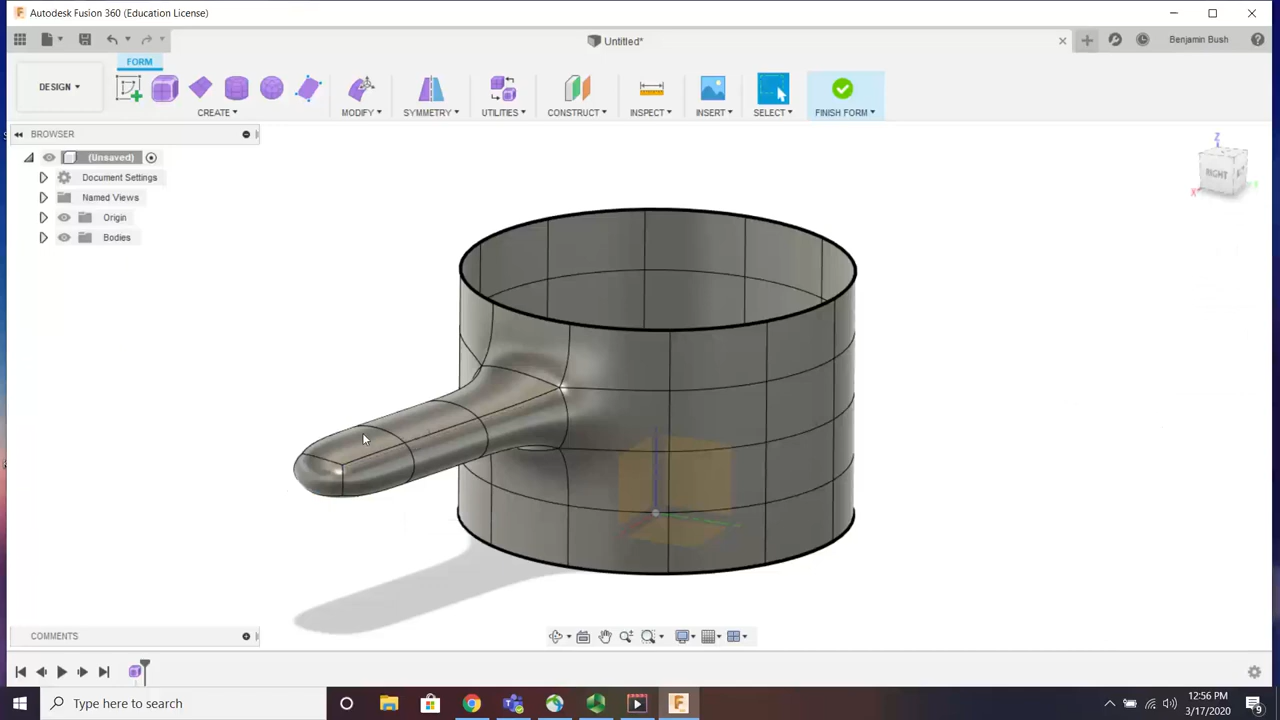 Autodesk Fusion 360 (Education License)
Untitled*
Benjamin Bush
FORM
DESIGN
CREATE
MODIFY
SYMMETRY
UTILITIES
CONSTRUCT
INSPECT
INSERT
SELECT
FINISH FORM
BROWSER
(Unsaved)
Document Settings
Named Views
Origin
Bodies
Z
RIGHT
X
COMMENTS
Type here to search
12:56 PM
3/17/2020